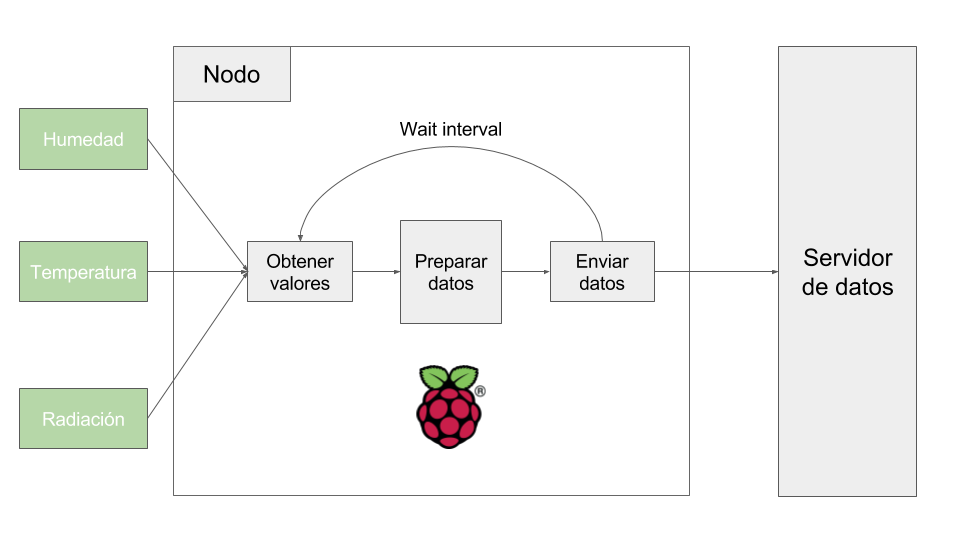 Nodo
Humedad
Wait interval
Temperatura
Obtener
valores
Preparar
datos
Enviar
datos
Servidor
de datos
Radiación
®